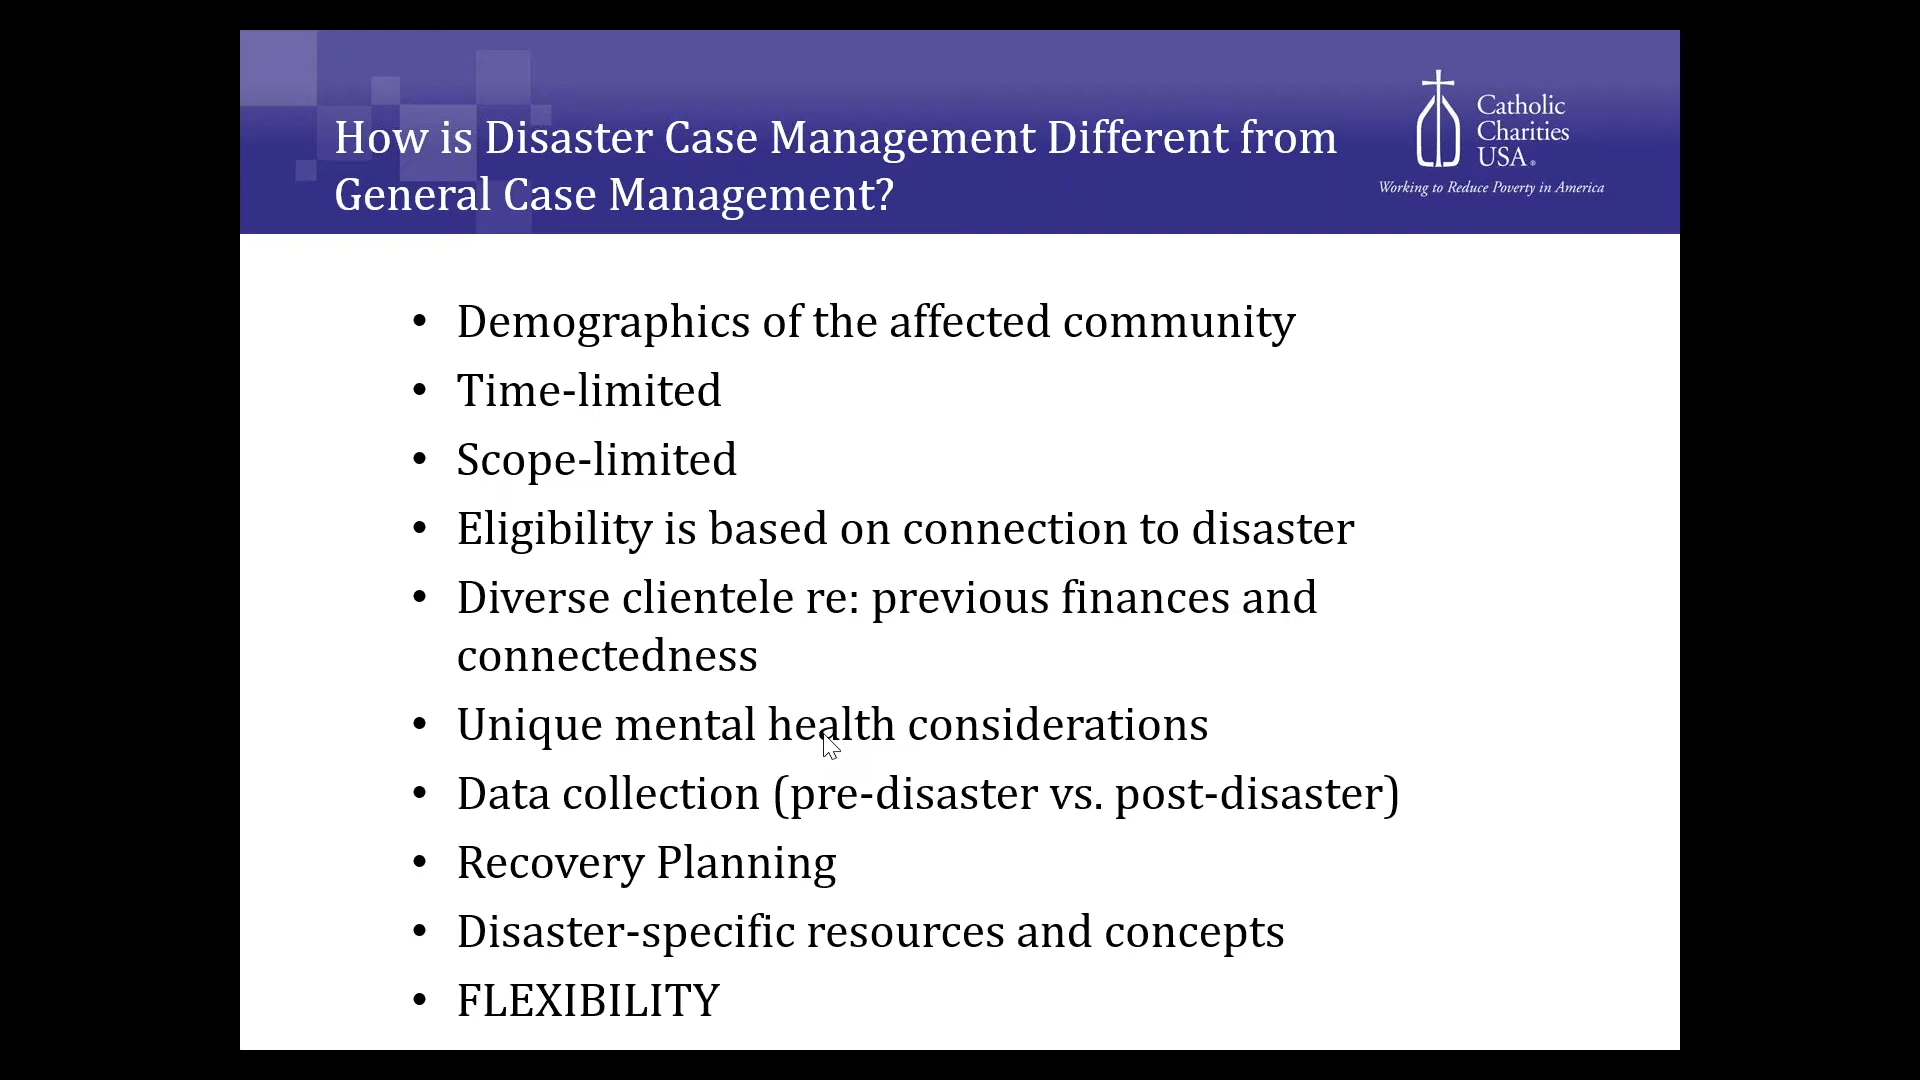 How is Disaster Case Management Different from
General Case Management?
Catholic
Charities
USA®
Working to Reduce Poverty in America
• Demographics of the affected community
• Time-limited
• Scope-limited
• Eligibility is based on connection to disaster
• Diverse clientele re: previous finances and
connectedness
• Unique mental health considerations
• Data collection (pre-disaster vs. post-disaster)
• Recovery Planning
• Disaster-specific resources and concepts
• FLEXIBILITY